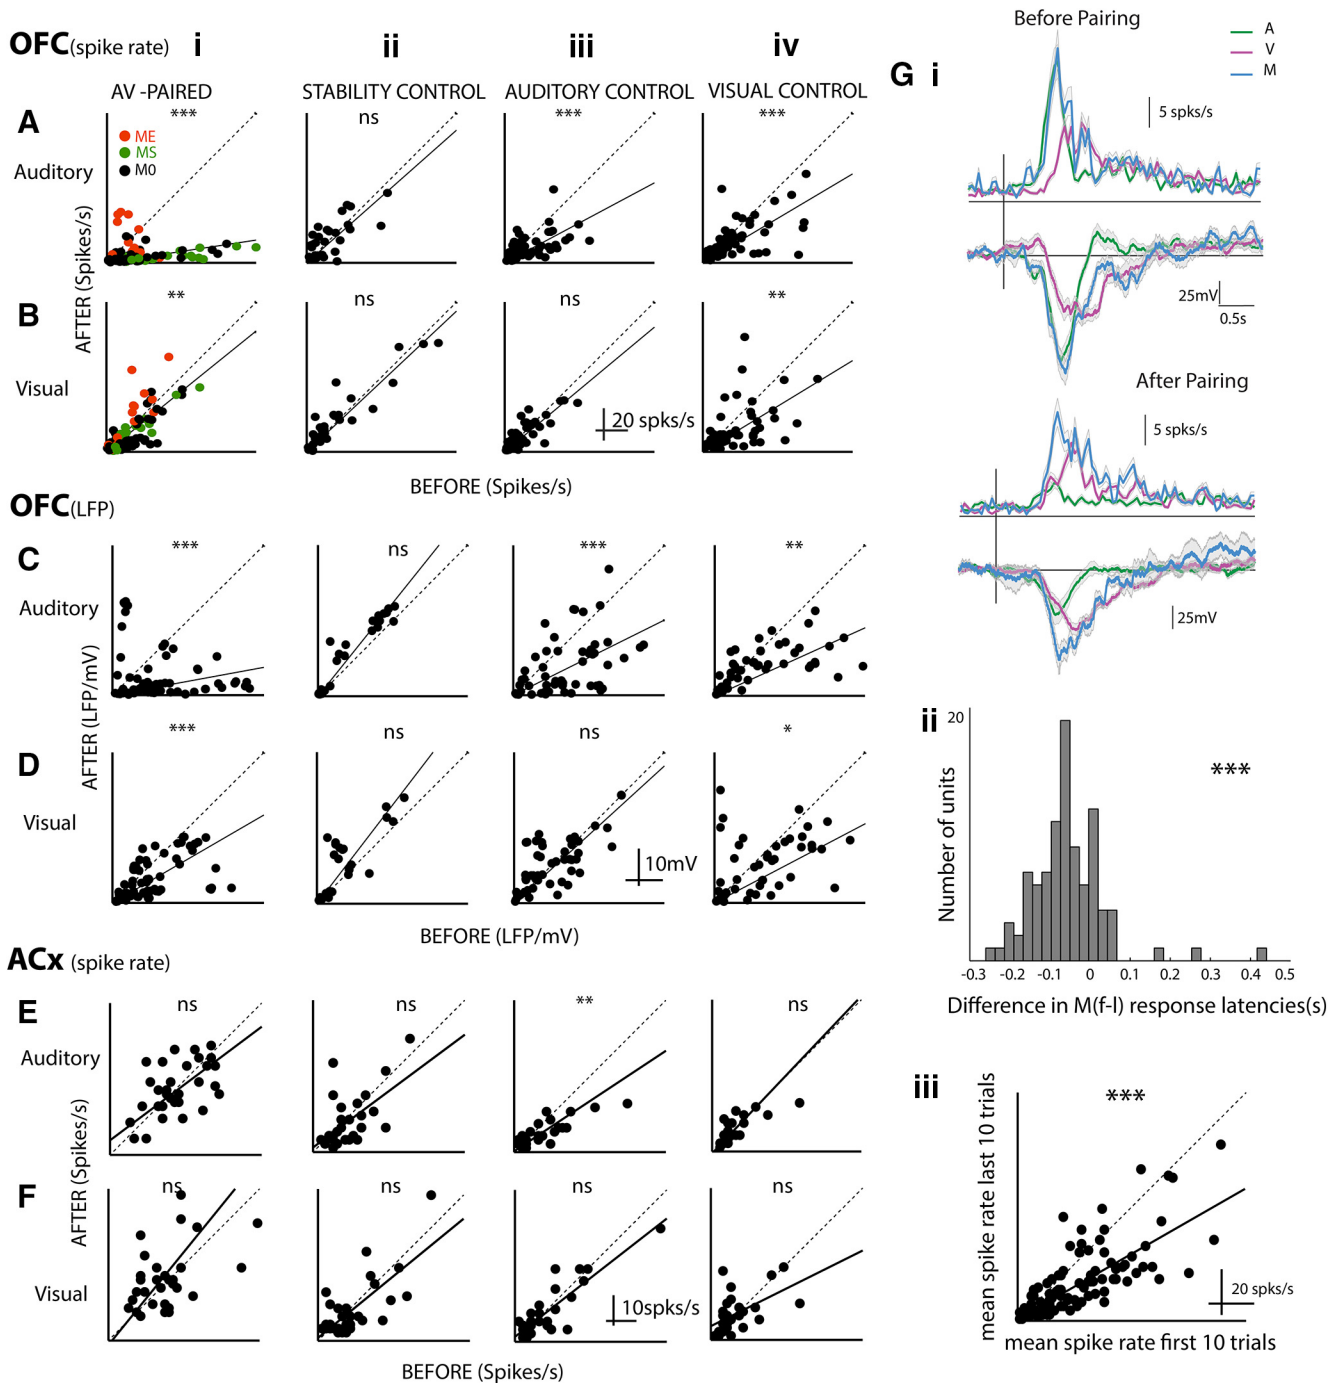 OFC(spike rate) i ii iii iv
AV -PAIRED STABILITY CONTROL AUDITORY CONTROL VISUAL CONTROL
A
Auditory
*** ns *** ***
ME
MS
M0
B
Visual
** ns ns **
AFTER (Spikes/s)
20 spks/s
BEFORE (Spikes/s)
OFC(LFP)
C
Auditory
*** ns *** **
D
Visual
*** ns ns *
AFTER (LFP/mV)
10mV
BEFORE (LFP/mV)
ACx (spike rate)
E
Auditory
ns ns ** ns
F
Visual
ns ns ns ns
AFTER (Spikes/s)
10spks/s
BEFORE (Spikes/s)
G i
Before Pairing
A
V
M
5 spks/s
25mV
0.5s
After Pairing
5 spks/s
25mV
ii
20
***
Number of units
-0.3 -0.2 -0.1 0 0.1 0.2 0.3 0.4 0.5
Difference in M(f-l) response latencies(s)
iii
***
mean spike rate last 10 trials
20 spks/s
mean spike rate first 10 trials